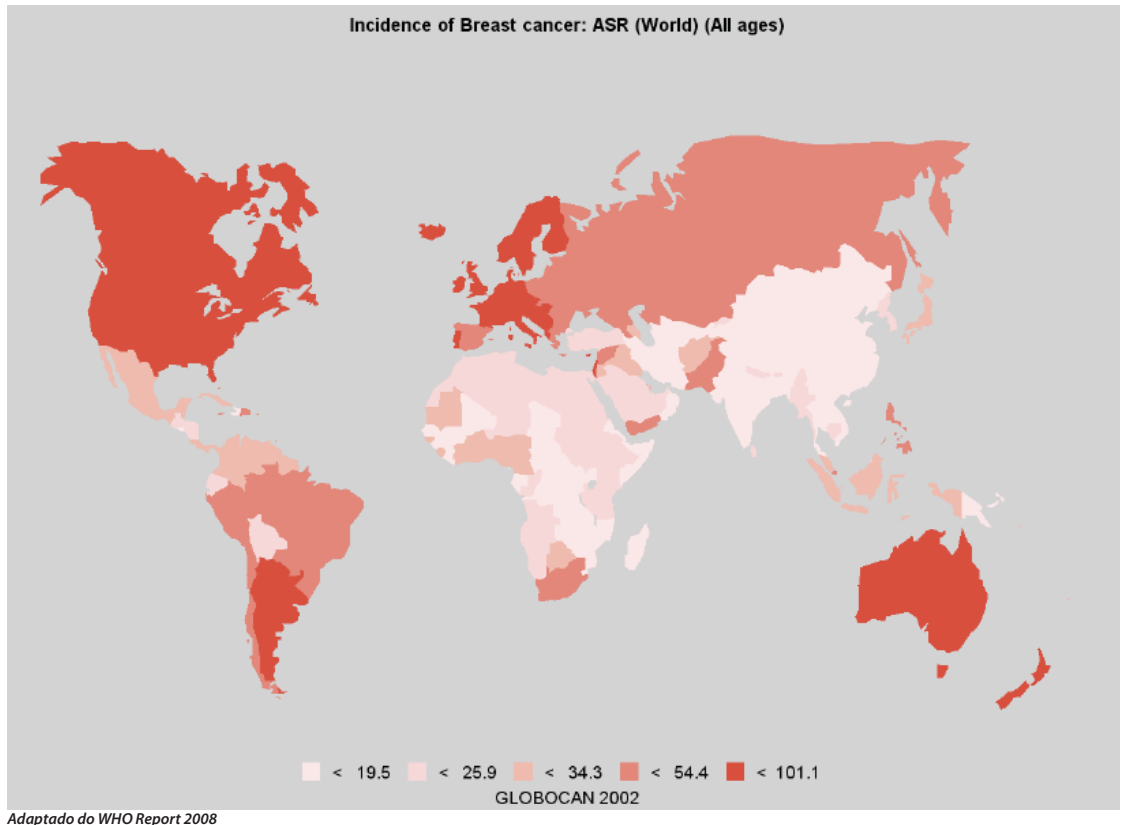 Incidence of Breast cancer: ASR (World) (All ages)
< 19.5 < 25.9 < 34.3 < 54.4 < 101.1
GLOBOCAN 2002
Adaptado do WHO Report 2008